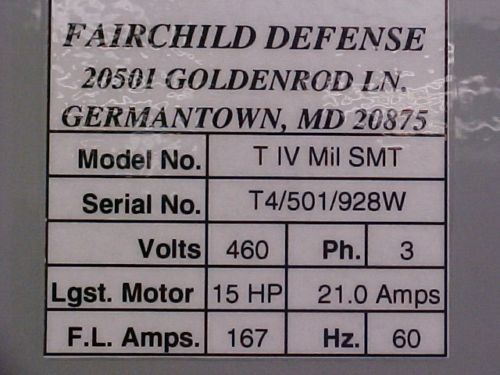 FAIRCHILD DEFENSE
20501 GOLDENROD LN.
GERMANTOWN, MD 20875
Model No. T IV Mil SMT
Serial No. T4/501/928W
Volts 460 Ph. 3
Lgst. Motor 15 HP 21.0 Amps
F.L. Amps. 167 Hz. 60